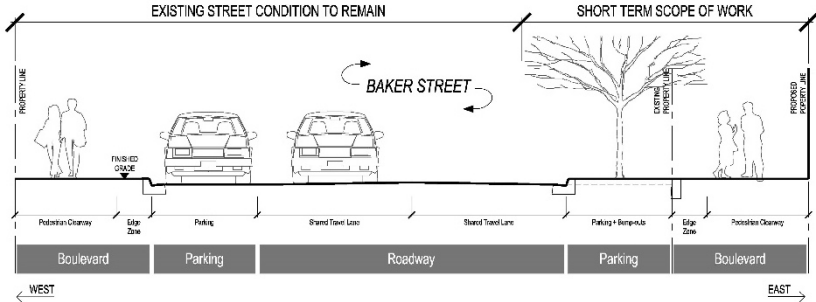 EXISTING STREET CONDITION TO REMAIN
SHORT TERM SCOPE OF WORK
BAKER STREET
PROPERTY LINE
FINISHED
GRADE
EXISTING
PROPERTY LINE
PROPOSED
POPERTY LINE
Pedestrian Clearway
Edge
Zone
Parking
Shared Travel Lane
Shared Travel Lane
Parking + Bump-outs
Edge
Zone
Pedestrian Clearway
Boulevard
Parking
Roadway
Parking
Boulevard
WEST
EAST